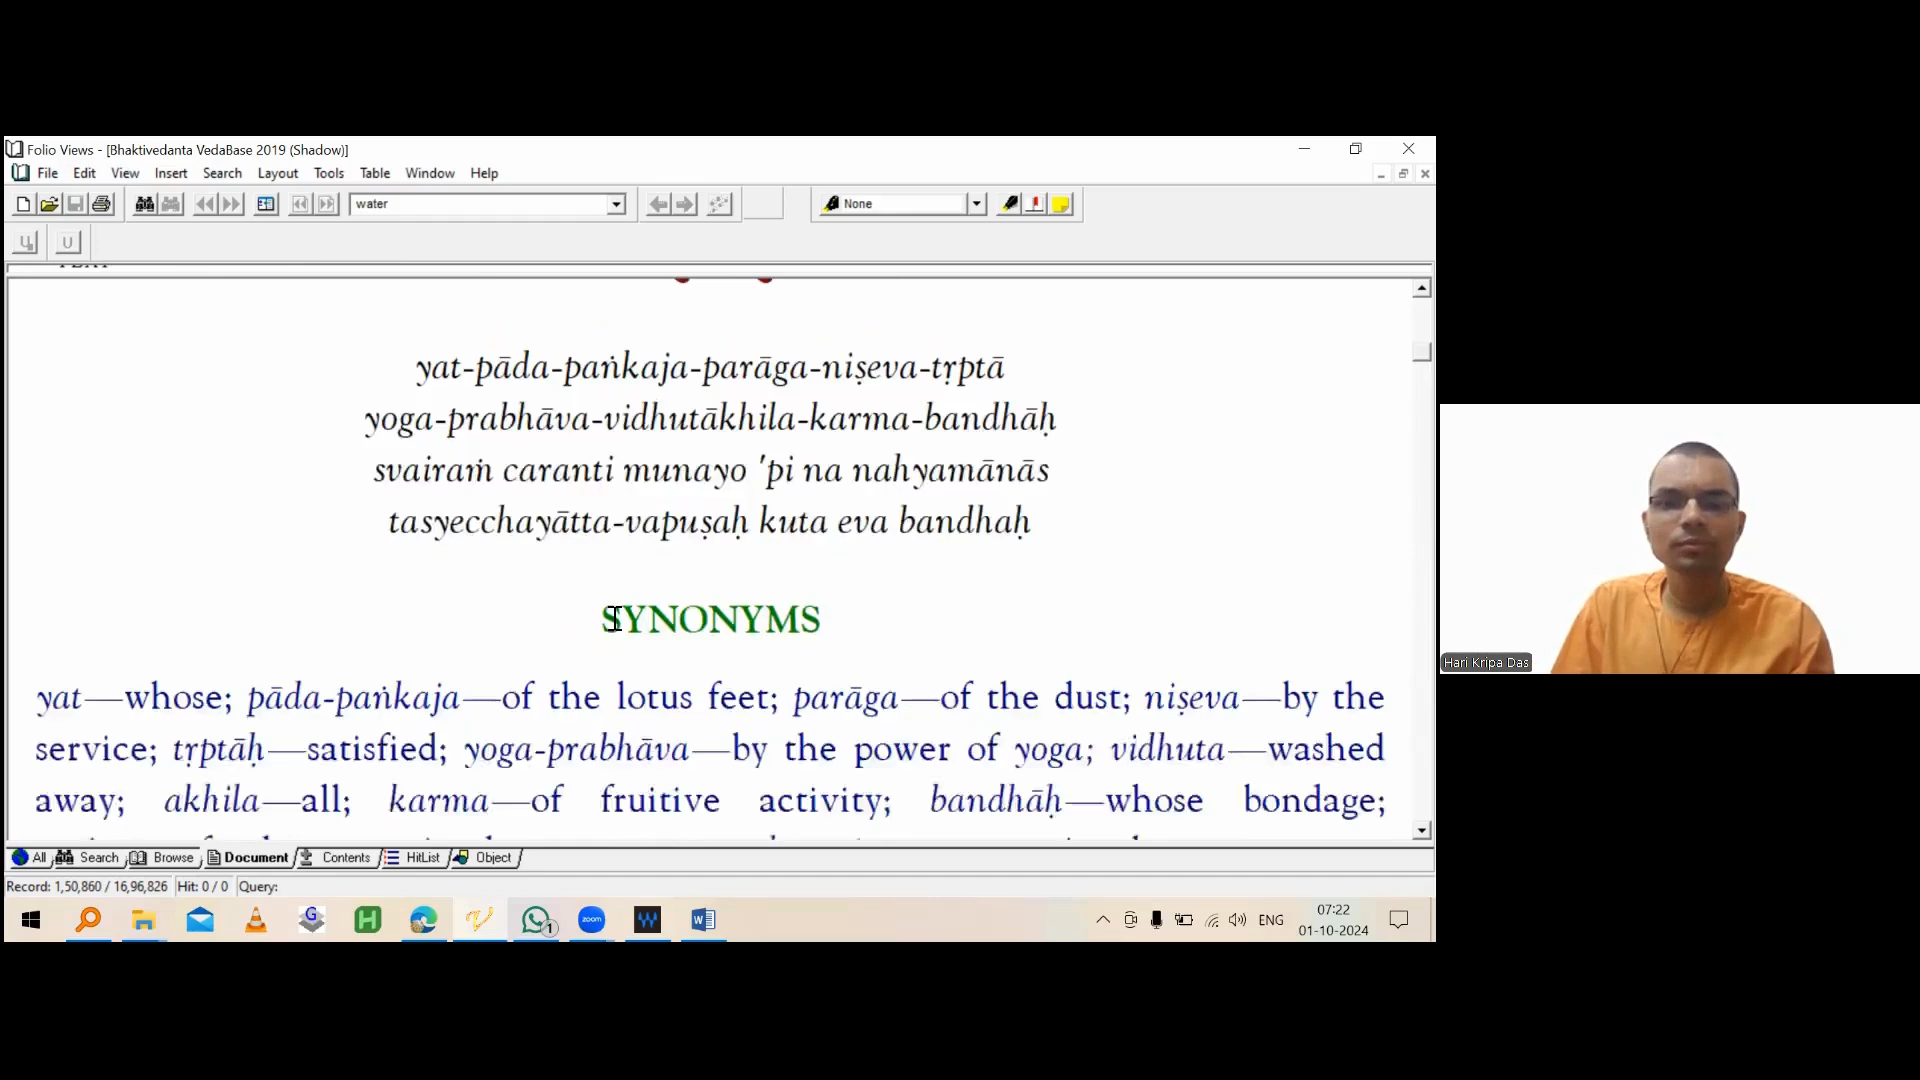 Folio Views - [Bhaktivedanta VedaBase 2019 (Shadow)]
File Edit View Insert Search Layout Tools Table Window Help
water
None
U
yat-pāda-paṅkaja-parāga-niṣeva-tṛptā
yoga-prabhāva-vidhutākhila-karma-bandhāḥ
svairaṁ caranti munayo 'pi na nahyamānās
tasyecchayātta-vapuṣaḥ kuta eva bandhaḥ
SYNONYMS
yat—whose; pāda-paṅkaja—of the lotus feet; parāga—of the dust; niṣeva—by the
service; tṛptāḥ—satisfied; yoga-prabhāva—by the power of yoga; vidhuta—washed
away; akhila—all; karma—of fruitive activity; bandhāḥ—whose bondage;
All Search Browse Document Contents HitList Object
Record: 1,50,860 / 16,96,826 Hit: 0 / 0 Query:
zoom
1
ENG
07:22
01-10-2024
Hari Kripa Das